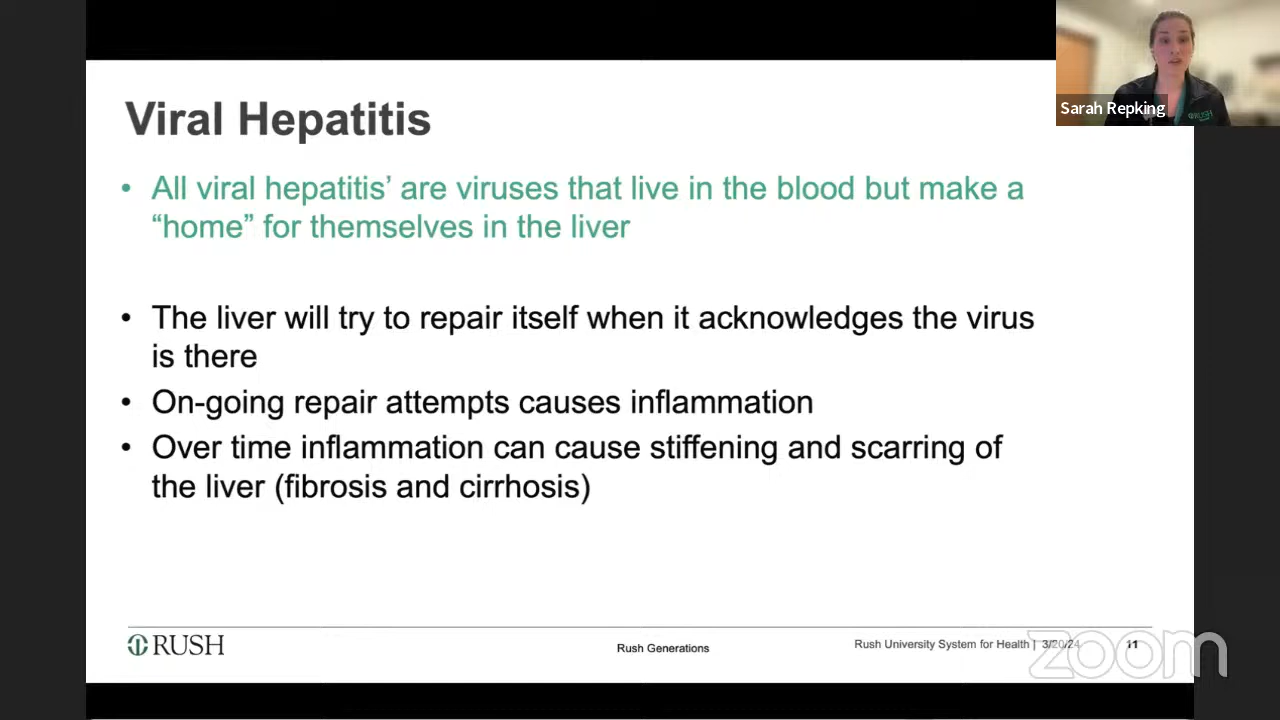 Sarah Repking
RUSH
Viral Hepatitis
• All viral hepatitis’ are viruses that live in the blood but make a
“home” for themselves in the liver
• The liver will try to repair itself when it acknowledges the virus
is there
• On-going repair attempts causes inflammation
• Over time inflammation can cause stiffening and scarring of
the liver (fibrosis and cirrhosis)
RUSH
Rush Generations
Rush University System for Health | 3/20/24
11
zoom